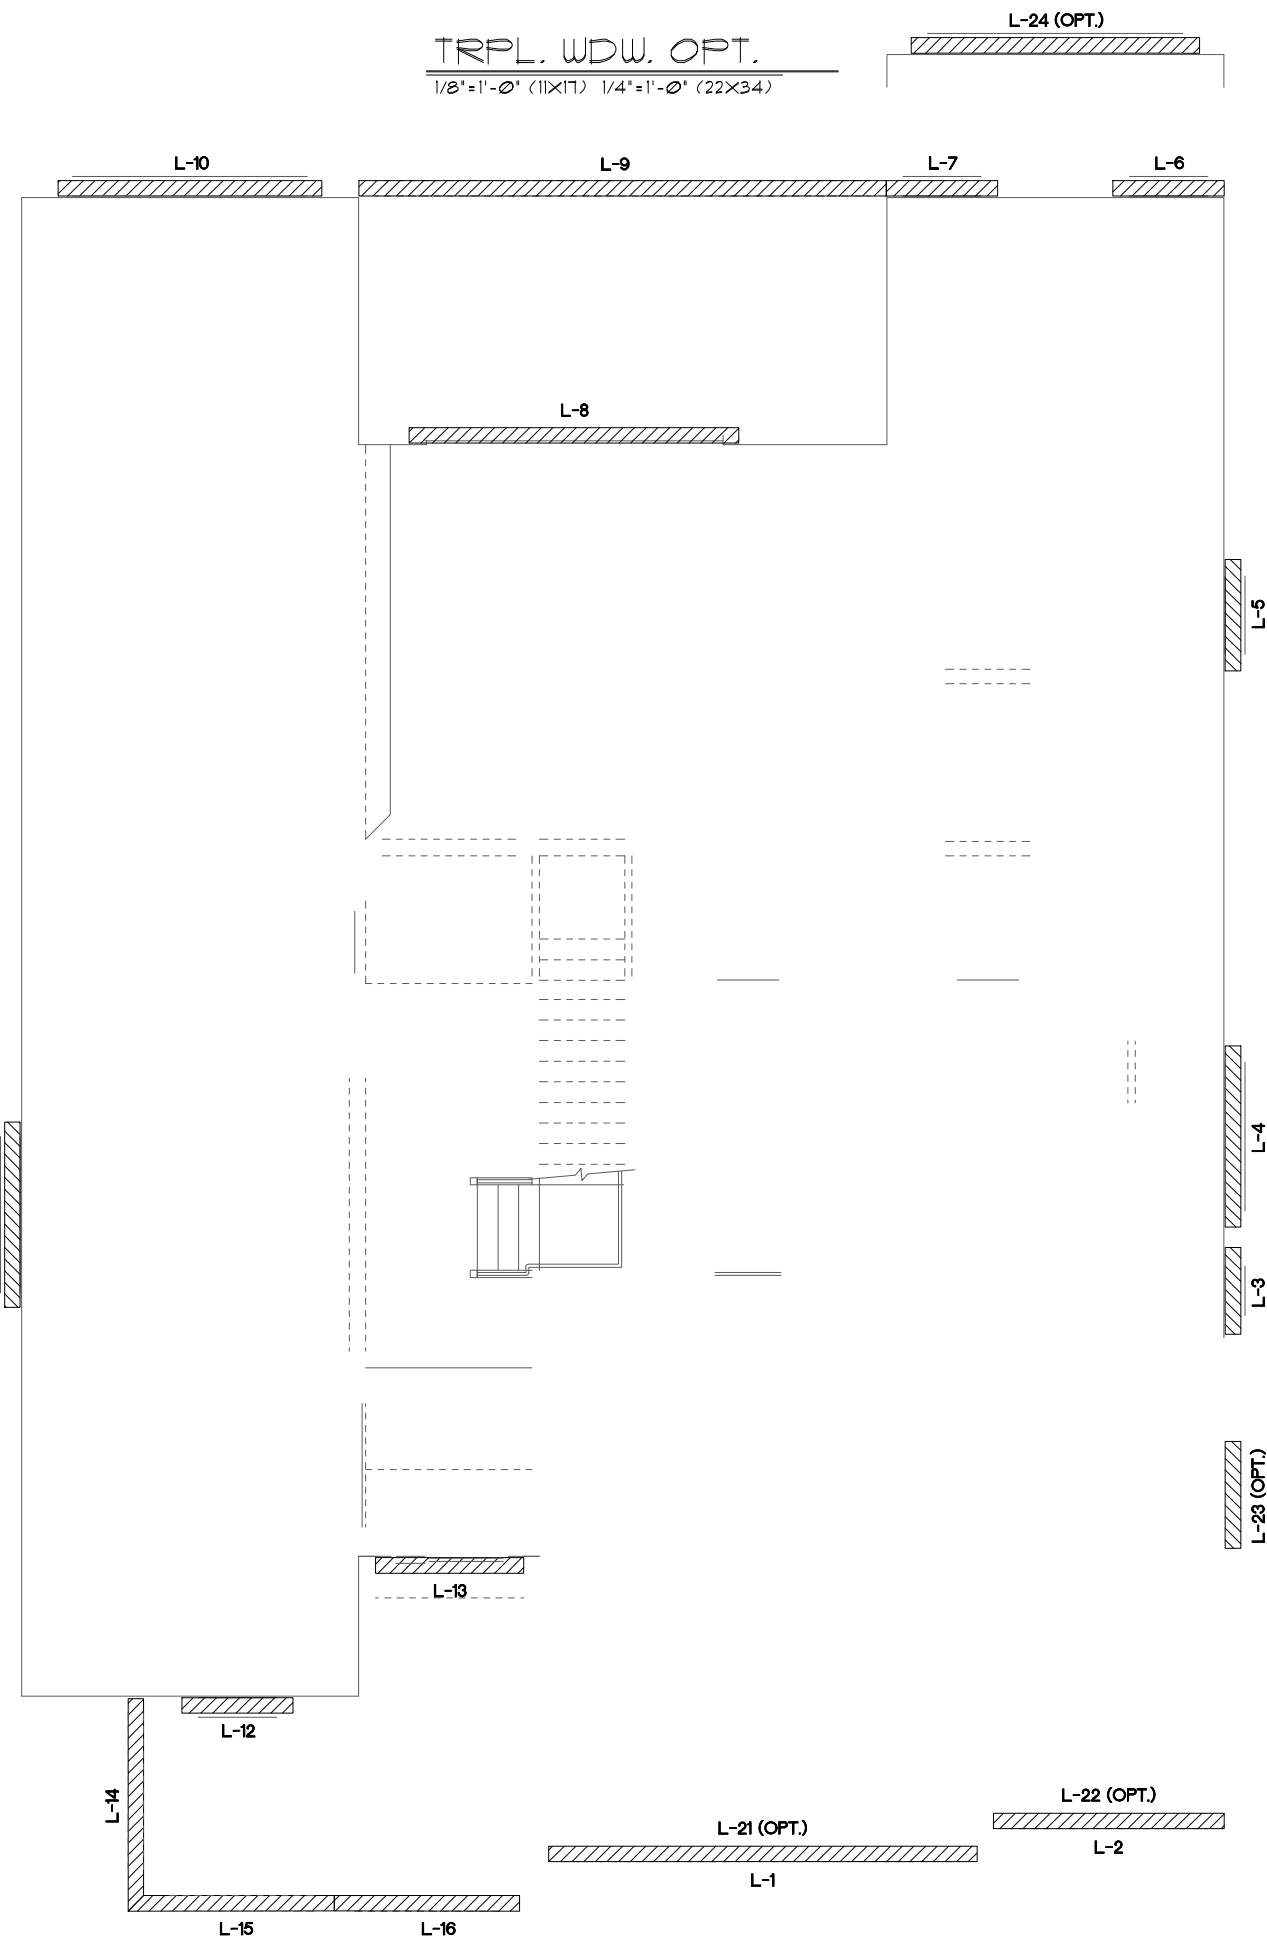 L-24 (OPT.)
TRPL. WDW. OPT.
1/8"=1'-0" (11X17) 1/4"=1'-0" (22X34)
L-10
L-9
L-7
L-6
L-8
L-5
L-4
L-3
L-23 (OPT.)
L-13
L-12
L-14
L-22 (OPT.)
L-21 (OPT.)
L-2
L-1
L-15
L-16